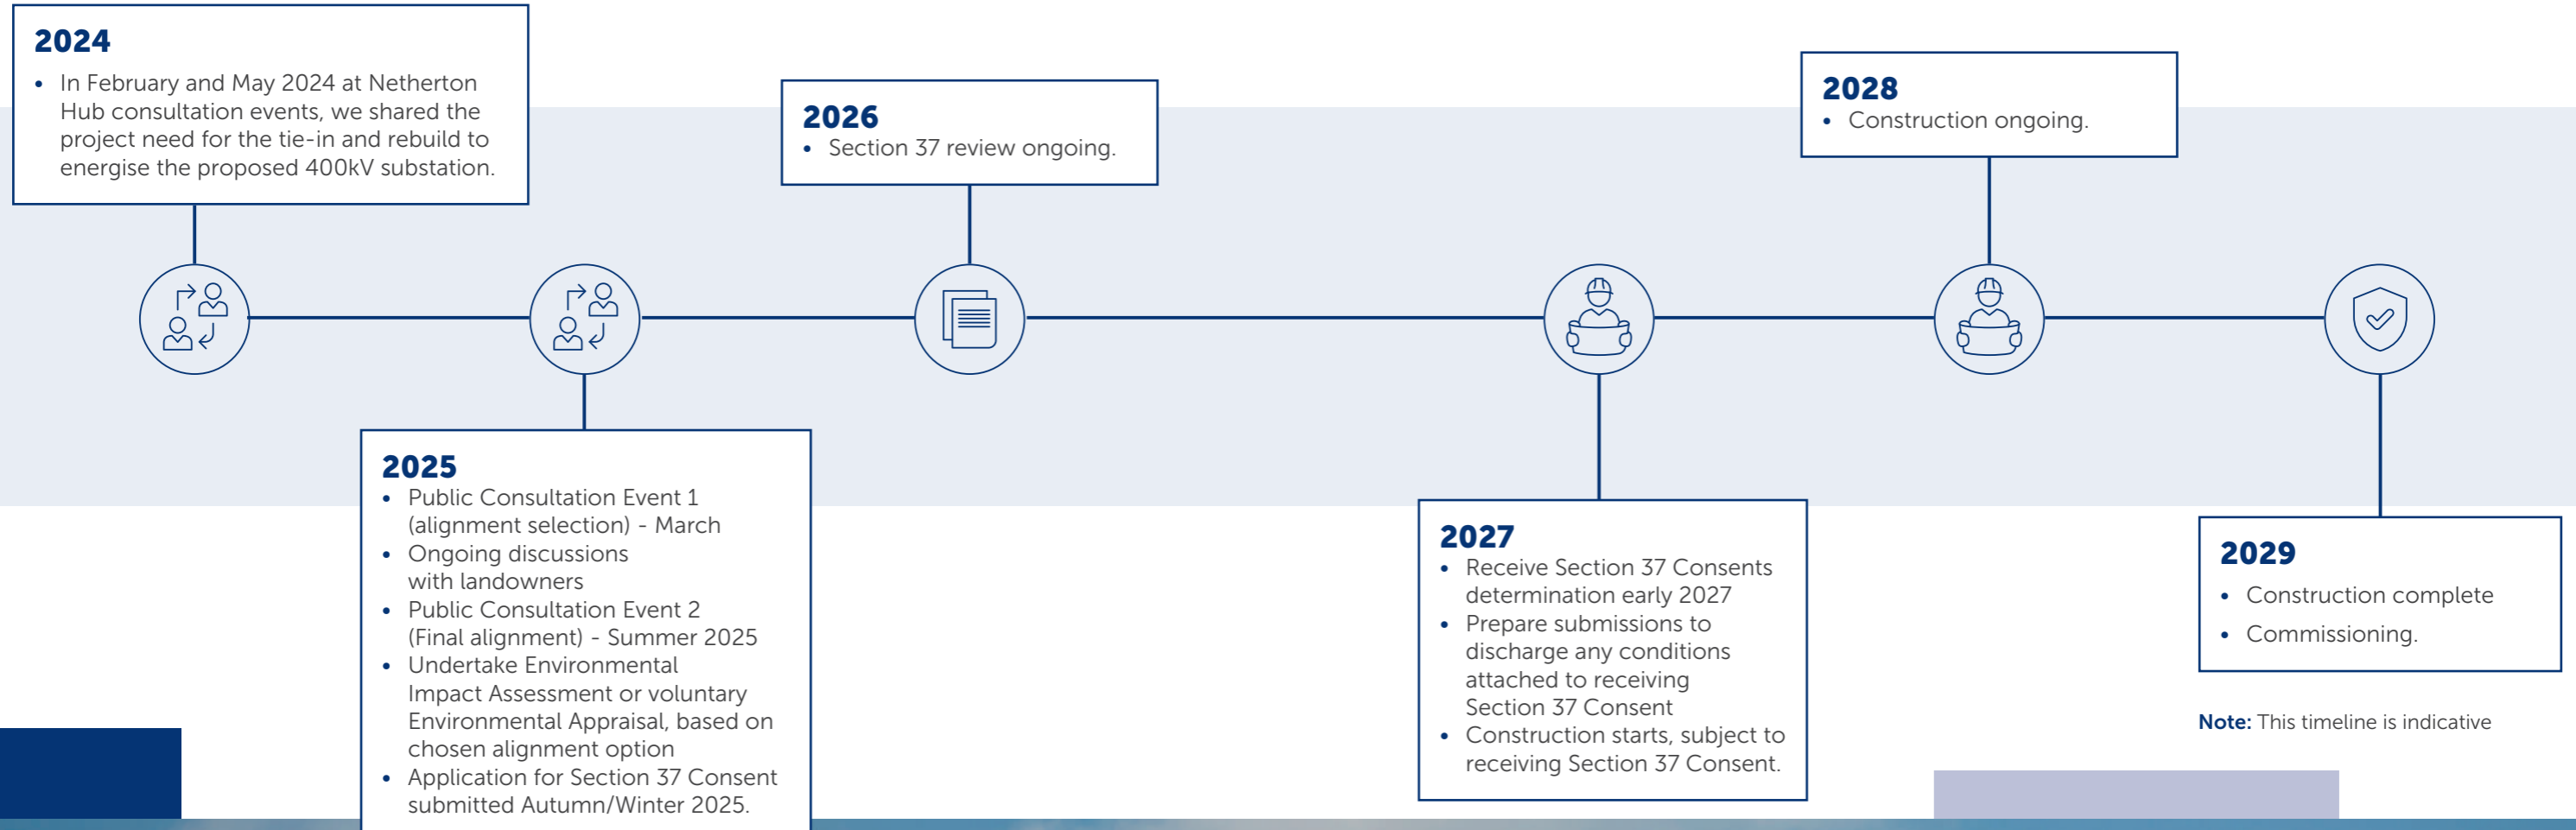 2024
• In February and May 2024 at Netherton
Hub consultation events, we shared the
project need for the tie-in and rebuild to
energise the proposed 400kV substation.
2025
• Public Consultation Event 1
(alignment selection) - March
• Ongoing discussions
with landowners
• Public Consultation Event 2
(Final alignment) - Summer 2025
• Undertake Environmental
Impact Assessment or voluntary
Environmental Appraisal, based on
chosen alignment option
• Application for Section 37 Consent
submitted Autumn/Winter 2025.
2026
• Section 37 review ongoing.
2027
• Receive Section 37 Consents
determination early 2027
• Prepare submissions to
discharge any conditions
attached to receiving
Section 37 Consent
• Construction starts, subject to
receiving Section 37 Consent.
2028
• Construction ongoing.
2029
• Construction complete
• Commissioning.
Note: This timeline is indicative